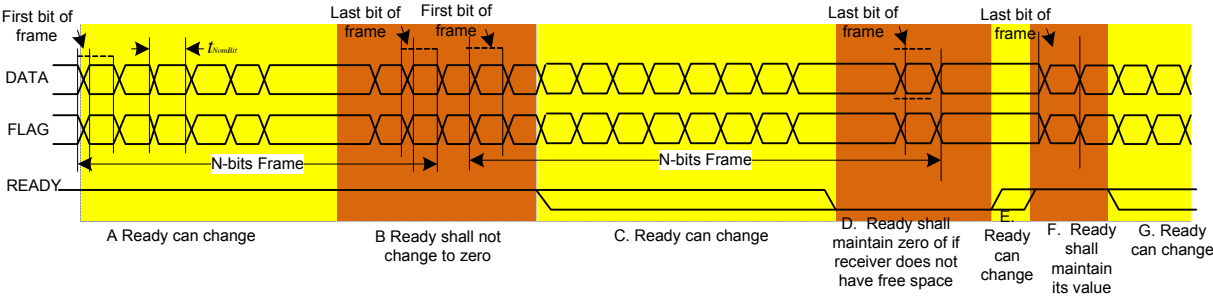 First bit of
frame
tNomBit
Last bit of
frame
First bit of
frame
Last bit of
frame
Last bit of
frame
DATA
FLAG
N-bits Frame
N-bits Frame
READY
A Ready can change
B Ready shall not
change to zero
C. Ready can change
D. Ready shall
maintain zero of if
receiver does not
have free space
E.
Ready
can
change
F. Ready
shall
maintain
its value
G. Ready
can change